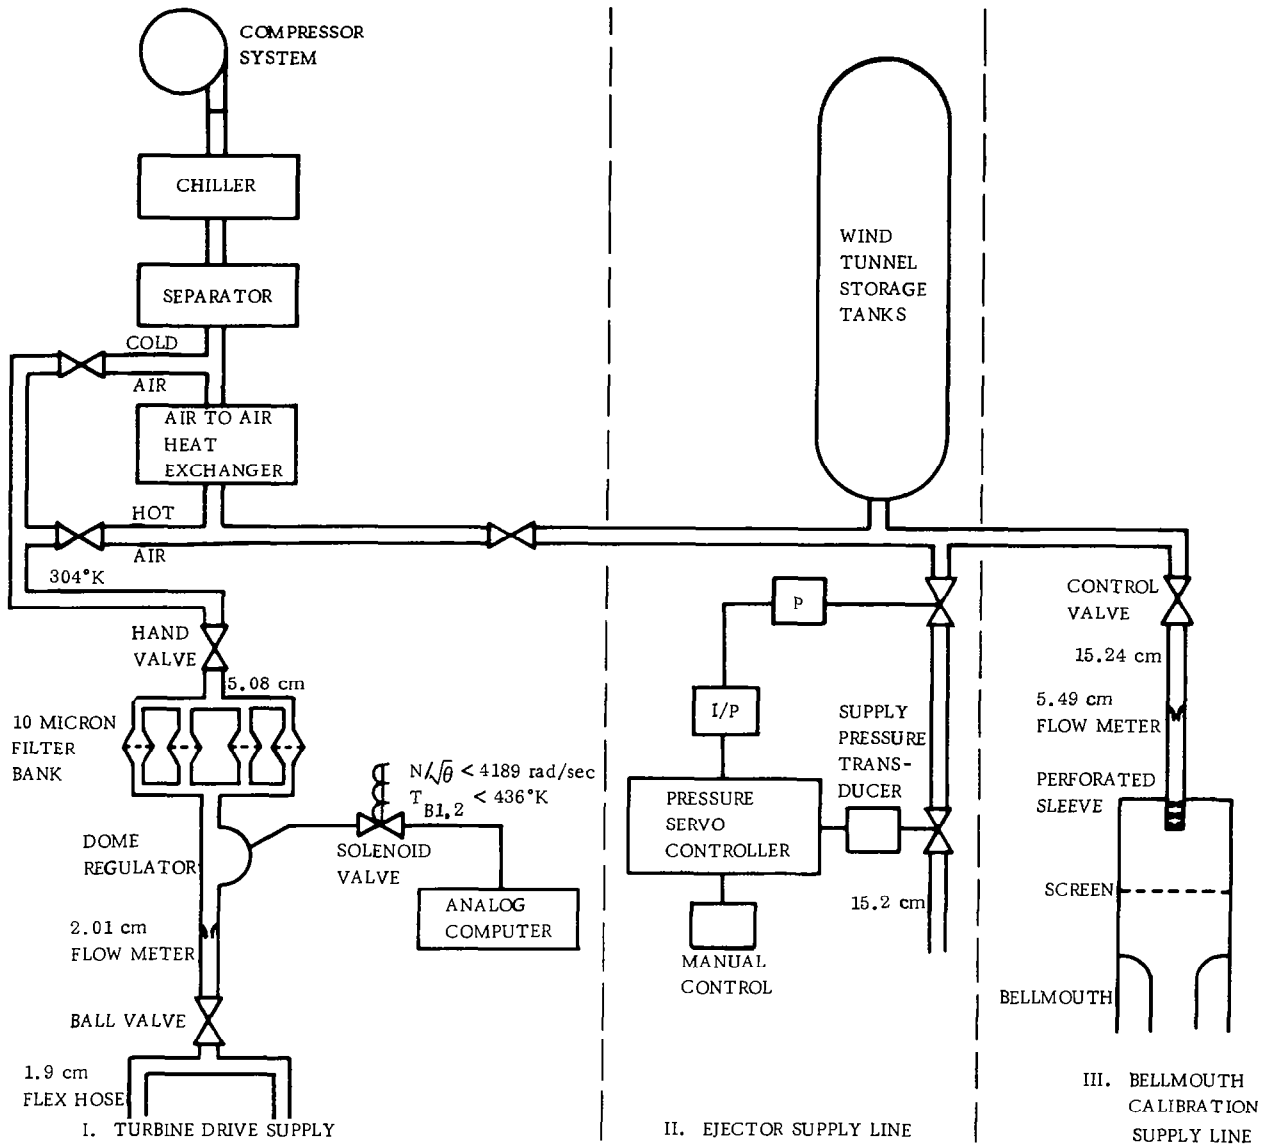 COMPRESSOR
SYSTEM
CHILLER
SEPARATOR
COLD
AIR
AIR TO AIR
HEAT
EXCHANGER
HOT
AIR
304°K
HAND
VALVE
5.08 cm
10 MICRON
FILTER
BANK
N/√θ < 4189 rad/sec
T B1.2 < 436°K
DOME
REGULATOR
SOLENOID
VALVE
ANALOG
COMPUTER
2.01 cm
FLOW METER
BALL VALVE
1.9 cm
FLEX HOSE
I. TURBINE DRIVE SUPPLY
WIND
TUNNEL
STORAGE
TANKS
P
I/P
SUPPLY
PRESSURE
TRANS-
DUCER
PRESSURE
SERVO
CONTROLLER
15.2 cm
MANUAL
CONTROL
II. EJECTOR SUPPLY LINE
CONTROL
VALVE
15.24 cm
5.49 cm
FLOW METER
PERFORATED
SLEEVE
SCREEN
BELLMOUTH
III. BELLMOUTH
CALIBRATION
SUPPLY LINE